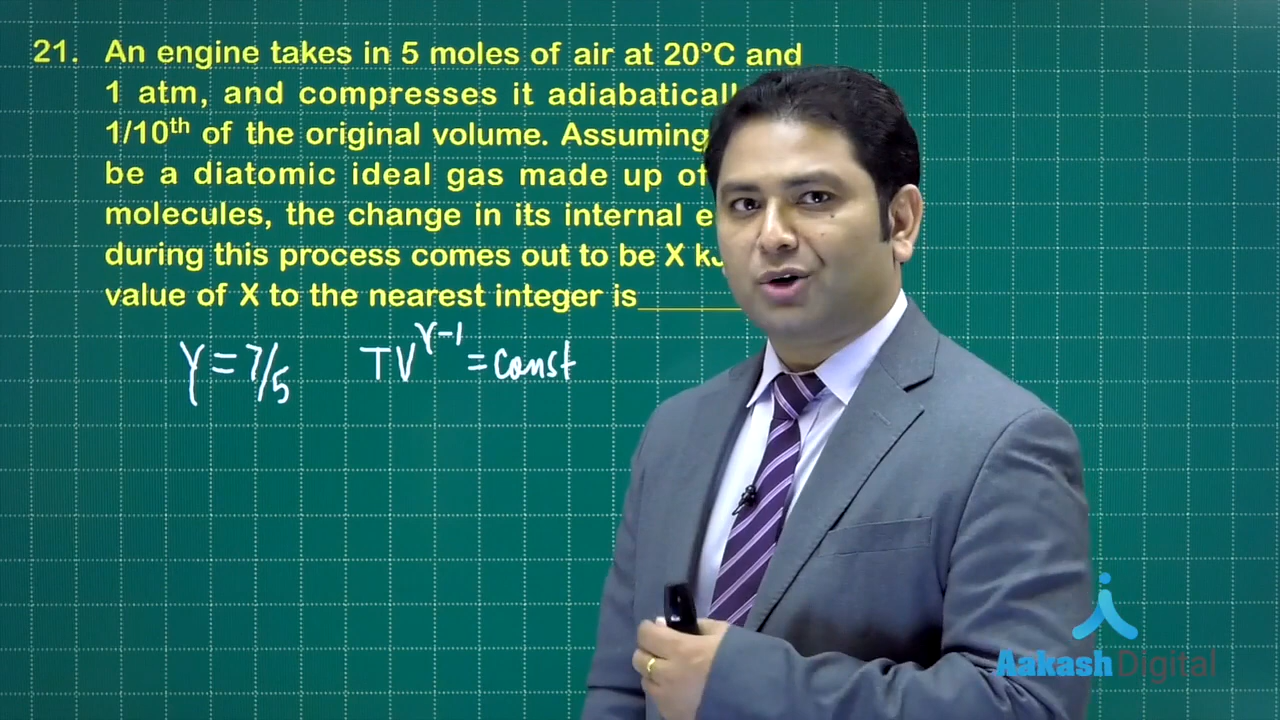 21. An engine takes in 5 moles of air at 20°C and
1 atm, and compresses it adiabatically
1/10th of the original volume. Assuming
be a diatomic ideal gas made up of
molecules, the change in its internal
during this process comes out to be X
value of X to the nearest integer is______
γ = 7/5 TV^γ-1 = const
Aakash Digital